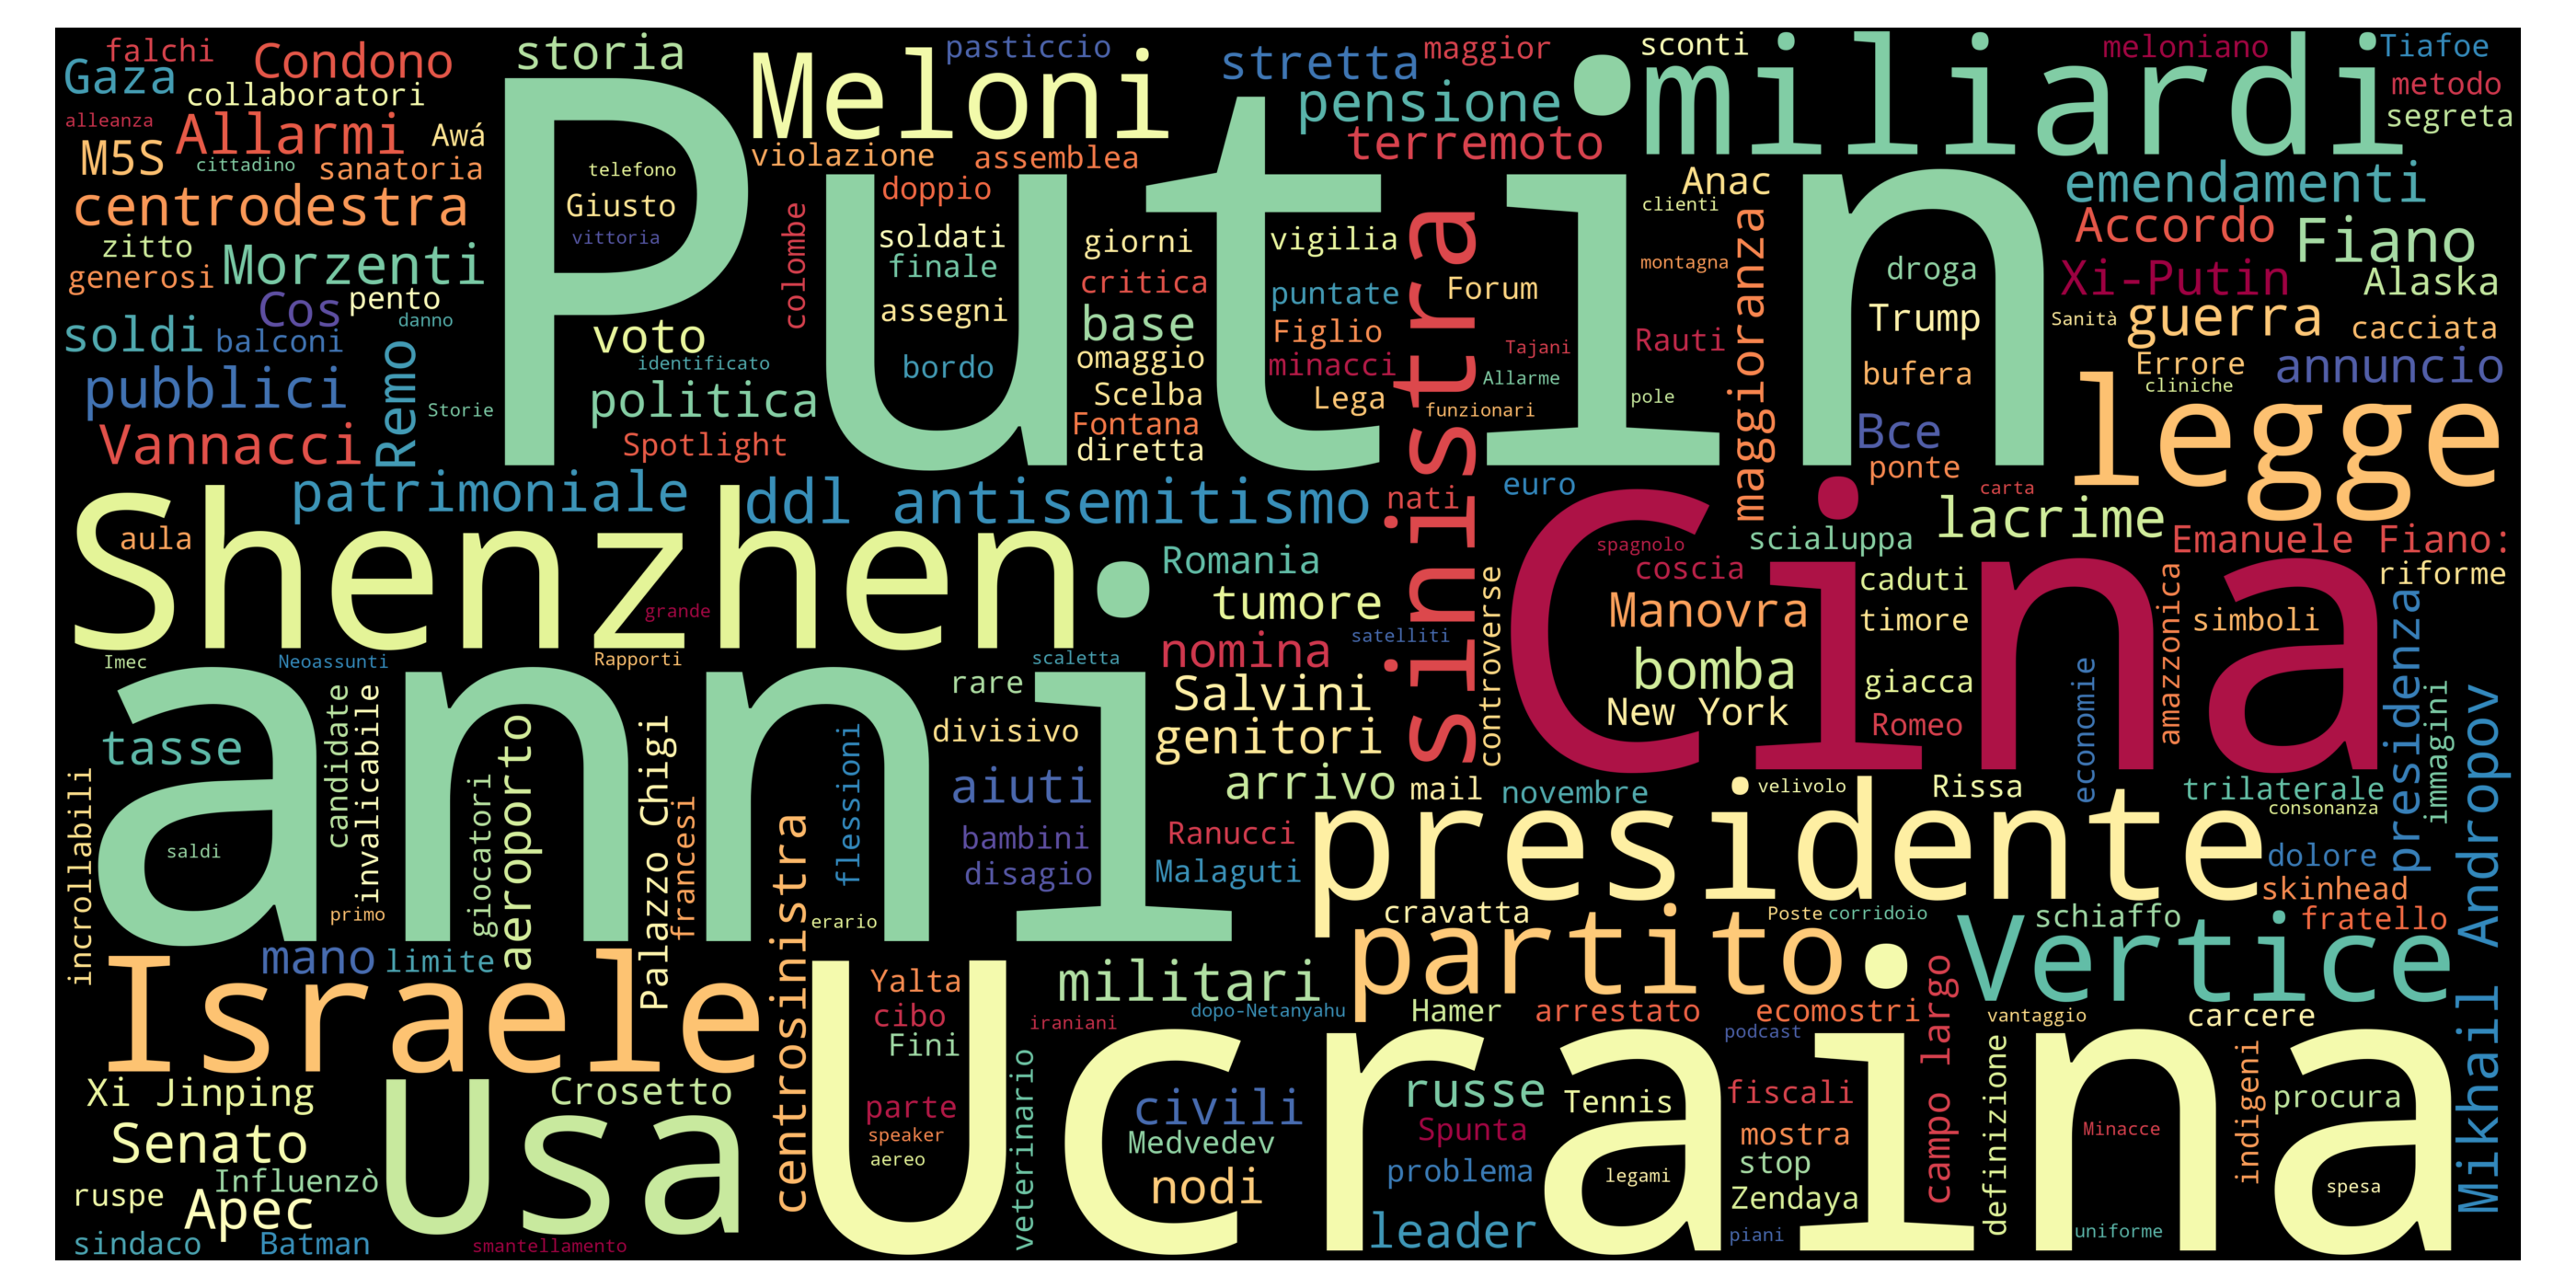 falchi
Condono
storia
Meloni
pasticcio
stretta
maggior
sconti
miliardi
meloniano
Tiafoe
Gaza
collaboratori
pensione
metodo
segreta
alleanza
Allarmi
Awá
Putin
terremoto
M5S
cittadino
sanatoria
telefono
violazione
assemblea
Anac
emendamenti
centrodestra
Giusto
doppio
clienti
Accordo
Fiano
zitto
vittoria
colombe
soldati
giorni
vigilia
sinistra
maggioranza
generosi
Morzenti
finale
critica
puntate
Forum
montagna
droga
Xi-Putin
Alaska
Cos
pento
assegni
base
Figlio
Trump
Sanità
guerra
cacciata
soldi
balconi
danno
voto
identificato
omaggio
minacci
Tajani
Rauti
Errore
annuncio
pubblici
Remo
Storie
politica
bordo
Scelba
Lega
Allarme
funzionari
pole
bufera
cliniche
legge
Vannacci
Spotlight
Fontana
diretta
Bce
ponte
patrimoniale
ddl antisemitismo
nati
euro
carta
Shenzhen
aula
Cina
lacrime
Emanuele Fiano:
Romania
spagnolo
coscia
scialuppa
caduti
riforme
grande
tumore
controverse
Manovra
timore
amazzonica
simboli
presidenza
Imec
Neoassunti
Rapporti
scaletta
nomina
satelliti
bomba
giacca
economie
anni
rare
Salvini
New York
Romeo
immagini
Mikhail Andropov
tasse
candidate
invalicabile
aeroporto
Palazzo Chigi
divisivo
genitori
incrollabili
giocatori
francesi
flessioni
aiuti
arrivo
mail
novembre
velivolo
Rissa
trilaterale
consonanza
saldi
bambini
Ranucci
presidente
dolore
centrosinistra
disagio
Malaguti
skinhead
primo
erario
cravatta
Poste
corridoio
schiaffo
fratello
mano
limite
partito
Vertice
Israele
Yalta
militari
campo largo
cibo
iraniani
dopo-Netanyahu
Hamer
arrestato
ecomostri
vantaggio
carcere
Fini
veterinario
podcast
definizione
indigeni
Xi Jinping
Usa
Crosetto
Ucraina
parte
civili
russe
Tennis
fiscali
procura
Senato
speaker
Medvedev
Spunta
mostra
Minacce
Influenzò
aereo
problema
legami
stop
ruspe
Apec
nodi
Zendaya
spesa
sindaco
Batman
smantellamento
leader
piani
uniforme